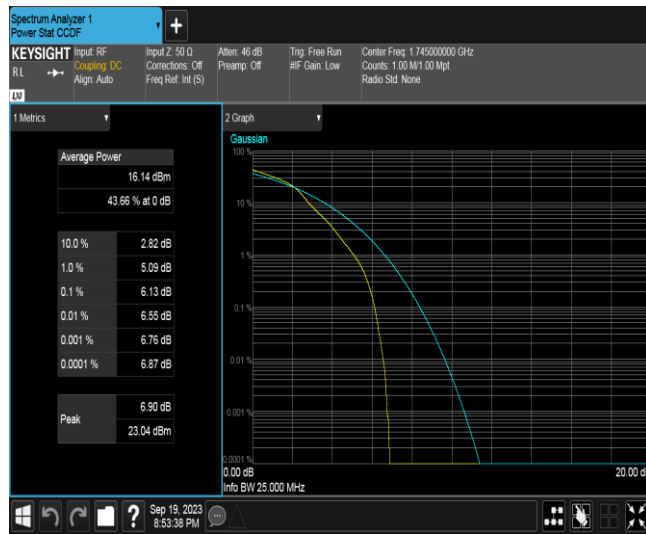 Spectrum Analyzer 1
Power Stat CCDF
+
KEYSIGHT
RL
LXI
Input: RF
Coupling: DC
Align: Auto
Input Z: 50 Ω
Corrections: Off
Freq Ref: Int (S)
Atten: 46 dB
Preamp: Off
Trig: Free Run
#IF Gain: Low
Center Freq: 1.745000000 GHz
Counts: 1.00 M/1.00 Mpt
Radio Std: None
1 Metrics
Average Power
16.14 dBm
43.66 % at 0 dB
10.0 % 2.82 dB
1.0 % 5.09 dB
0.1 % 6.13 dB
0.01 % 6.55 dB
0.001 % 6.76 dB
0.0001 % 6.87 dB
Peak
6.90 dB
23.04 dBm
2 Graph
Gaussian
100 %
10 %
1 %
0.1 %
0.01 %
0.001 %
0.0001 %
0.00 dB 20.00 d
Info BW 25.000 MHz
?
Sep 19, 2023
8:53:38 PM